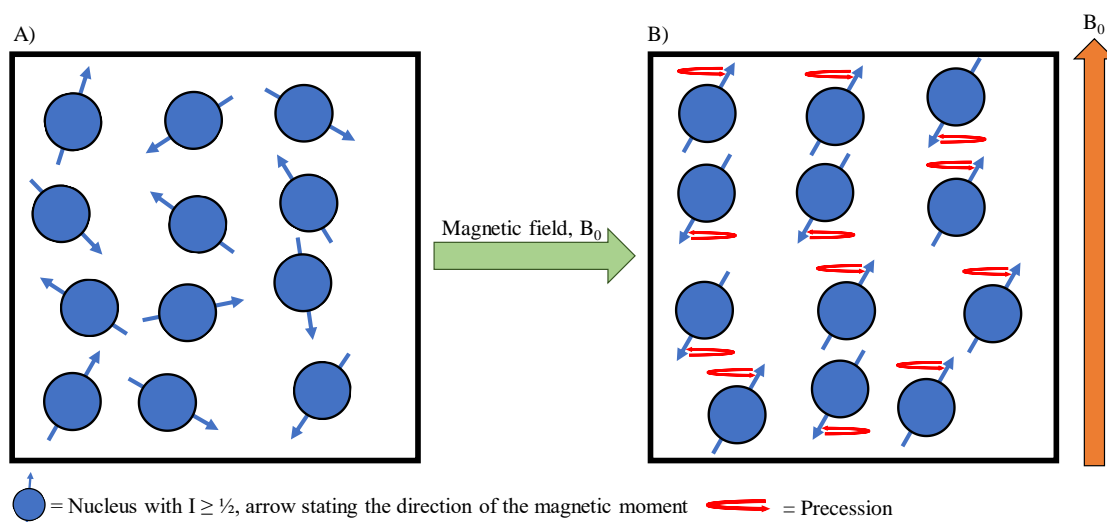 A)
B)
B₀
Magnetic field, B₀
= Nucleus with I ≥ ½, arrow stating the direction of the magnetic moment
= Precession